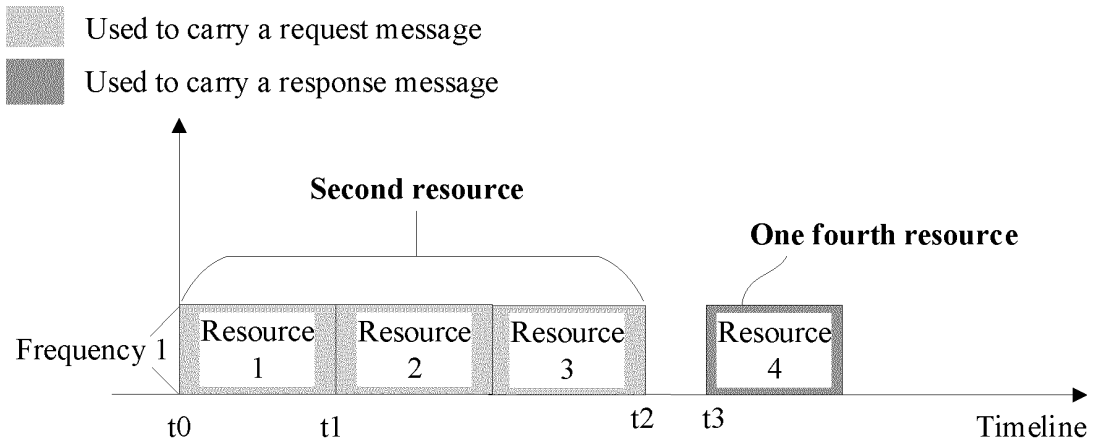 Used to carry a request message
Used to carry a response message
Second resource
One fourth resource
Frequency 1
Resource
1
Resource
2
Resource
3
Resource
4
t0
t1
t2
t3
Timeline